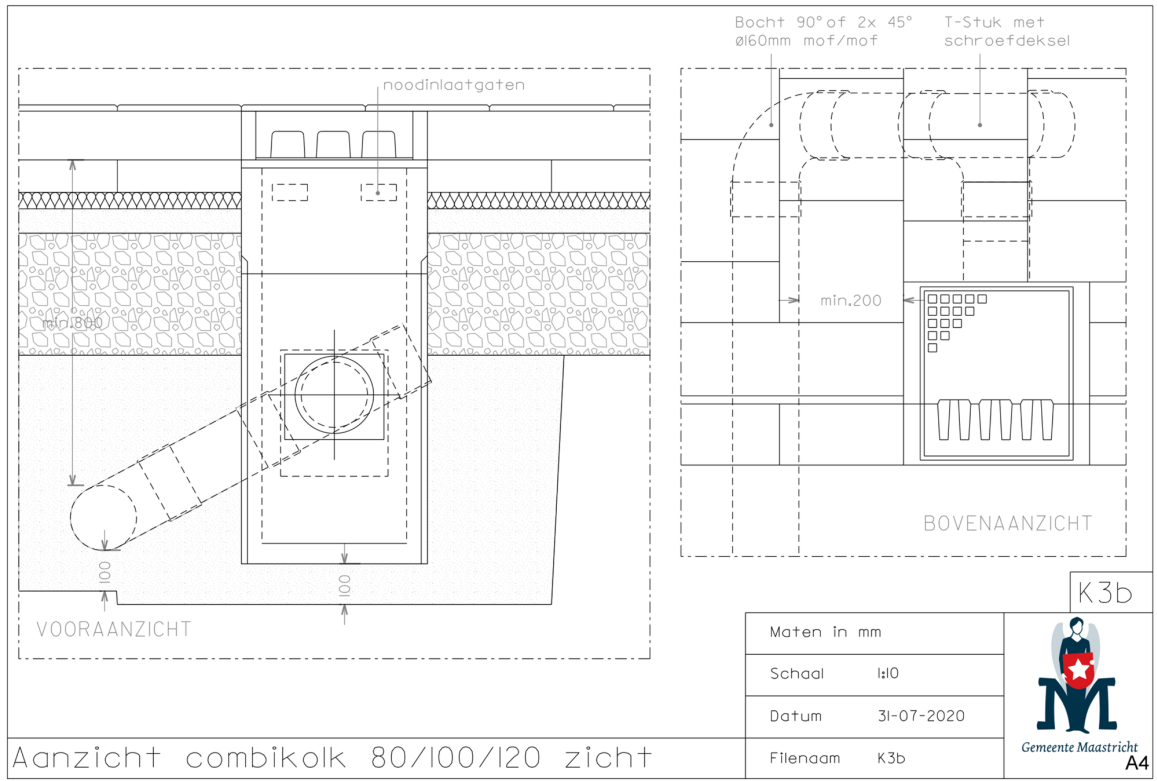 Bocht 90° of 2x 45°
ø160mm mof/mof
T-Stuk met
schroefdeksel
noodinlaatgaten
min.800
min.200
100
100
VOORAANZICHT
BOVENAANZICHT
K3b
Maten in mm
Schaal 1:10
Datum 31-07-2020
Filenaam K3b
Gemeente Maastricht
A4
Aanzicht combikolk 80/100/120 zicht